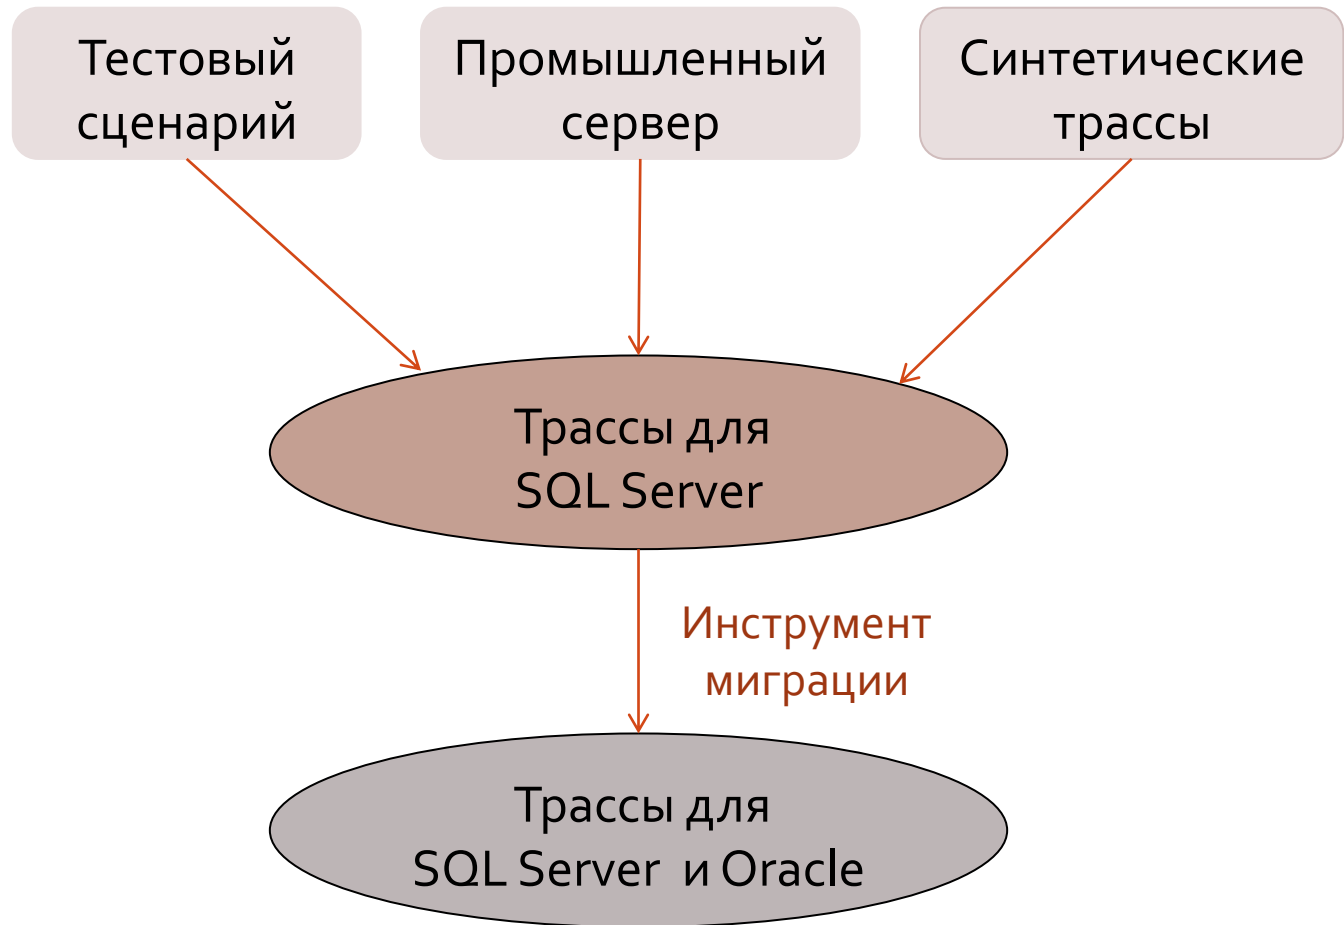 Тестовый
сценарий
Промышленный
сервер
Синтетические
трассы
Трассы для
SQL Server
Инструмент
миграции
Трассы для
SQL Server и Oracle